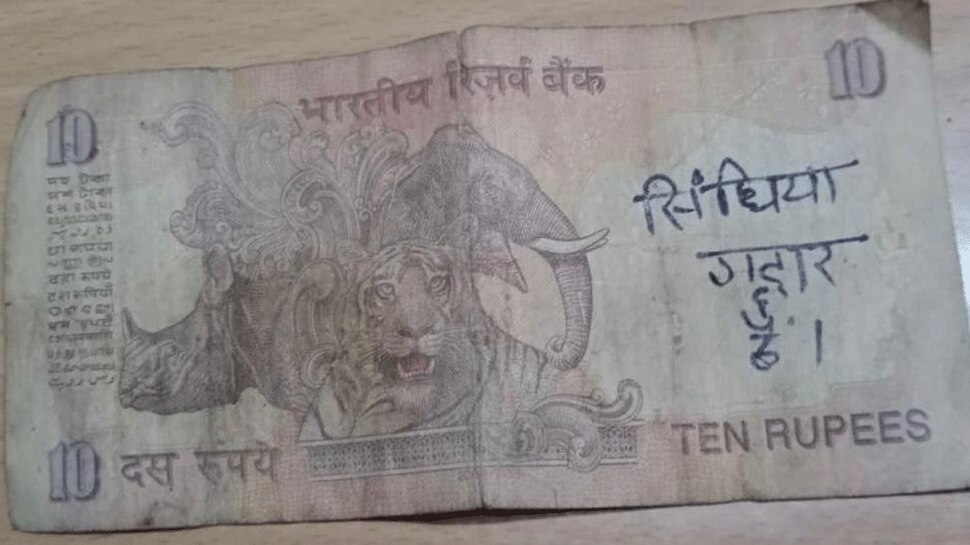 भारतीय रिज़र्व बैंक
10
10
सिंधिया
गद्दार
है।
10
दस रुपये
TEN RUPEES